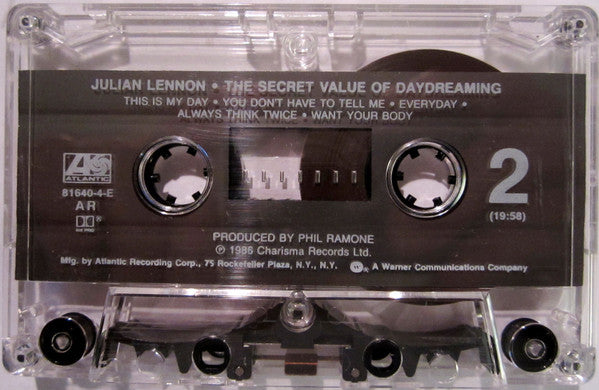 JULIAN LENNON • THE SECRET VALUE OF DAYDREAMING
THIS IS MY DAY • YOU DON'T HAVE TO TELL ME • EVERYDAY •
ALWAYS THINK TWICE • WANT YOUR BODY
ATLANTIC
81640-4-E
AR
HX PRO
2
(19:58)
PRODUCED BY PHIL RAMONE
℗ 1986 Charisma Records Ltd.
Mfg. by Atlantic Recording Corp., 75 Rockefeller Plaza, N.Y., N.Y. ® A Warner Communications Company